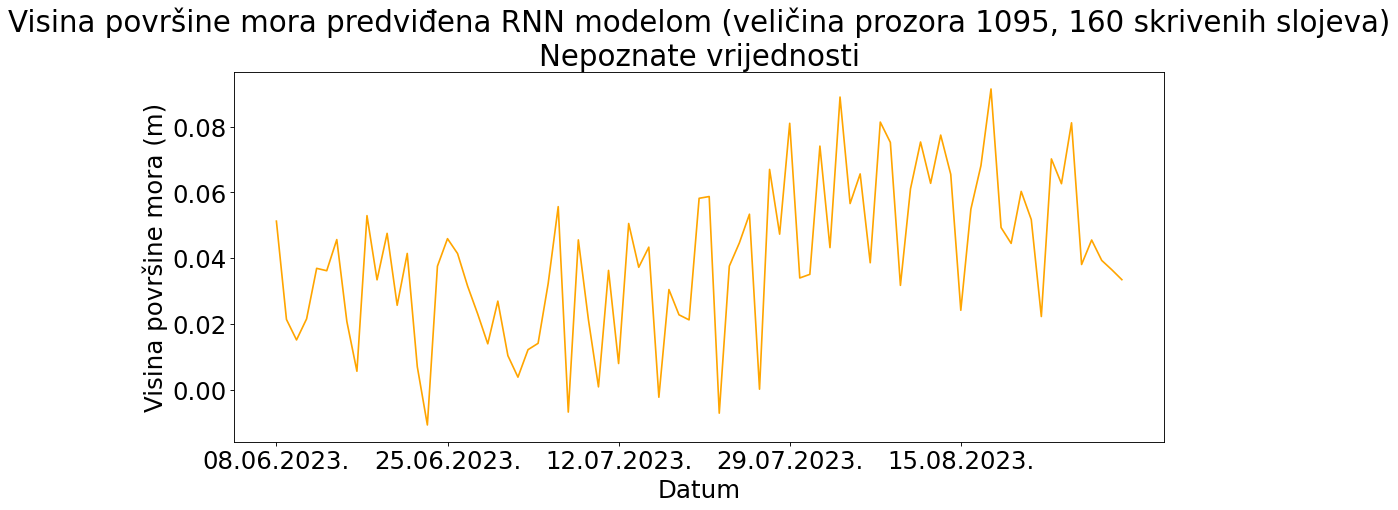 Visina površine mora predviđena RNN modelom (veličina prozora 1095, 160 skrivenih slojeva)
Nepoznate vrijednosti
Visina površine mora (m)
0.08
0.06
0.04
0.02
0.00
08.06.2023. 25.06.2023. 12.07.2023. 29.07.2023. 15.08.2023.
Datum